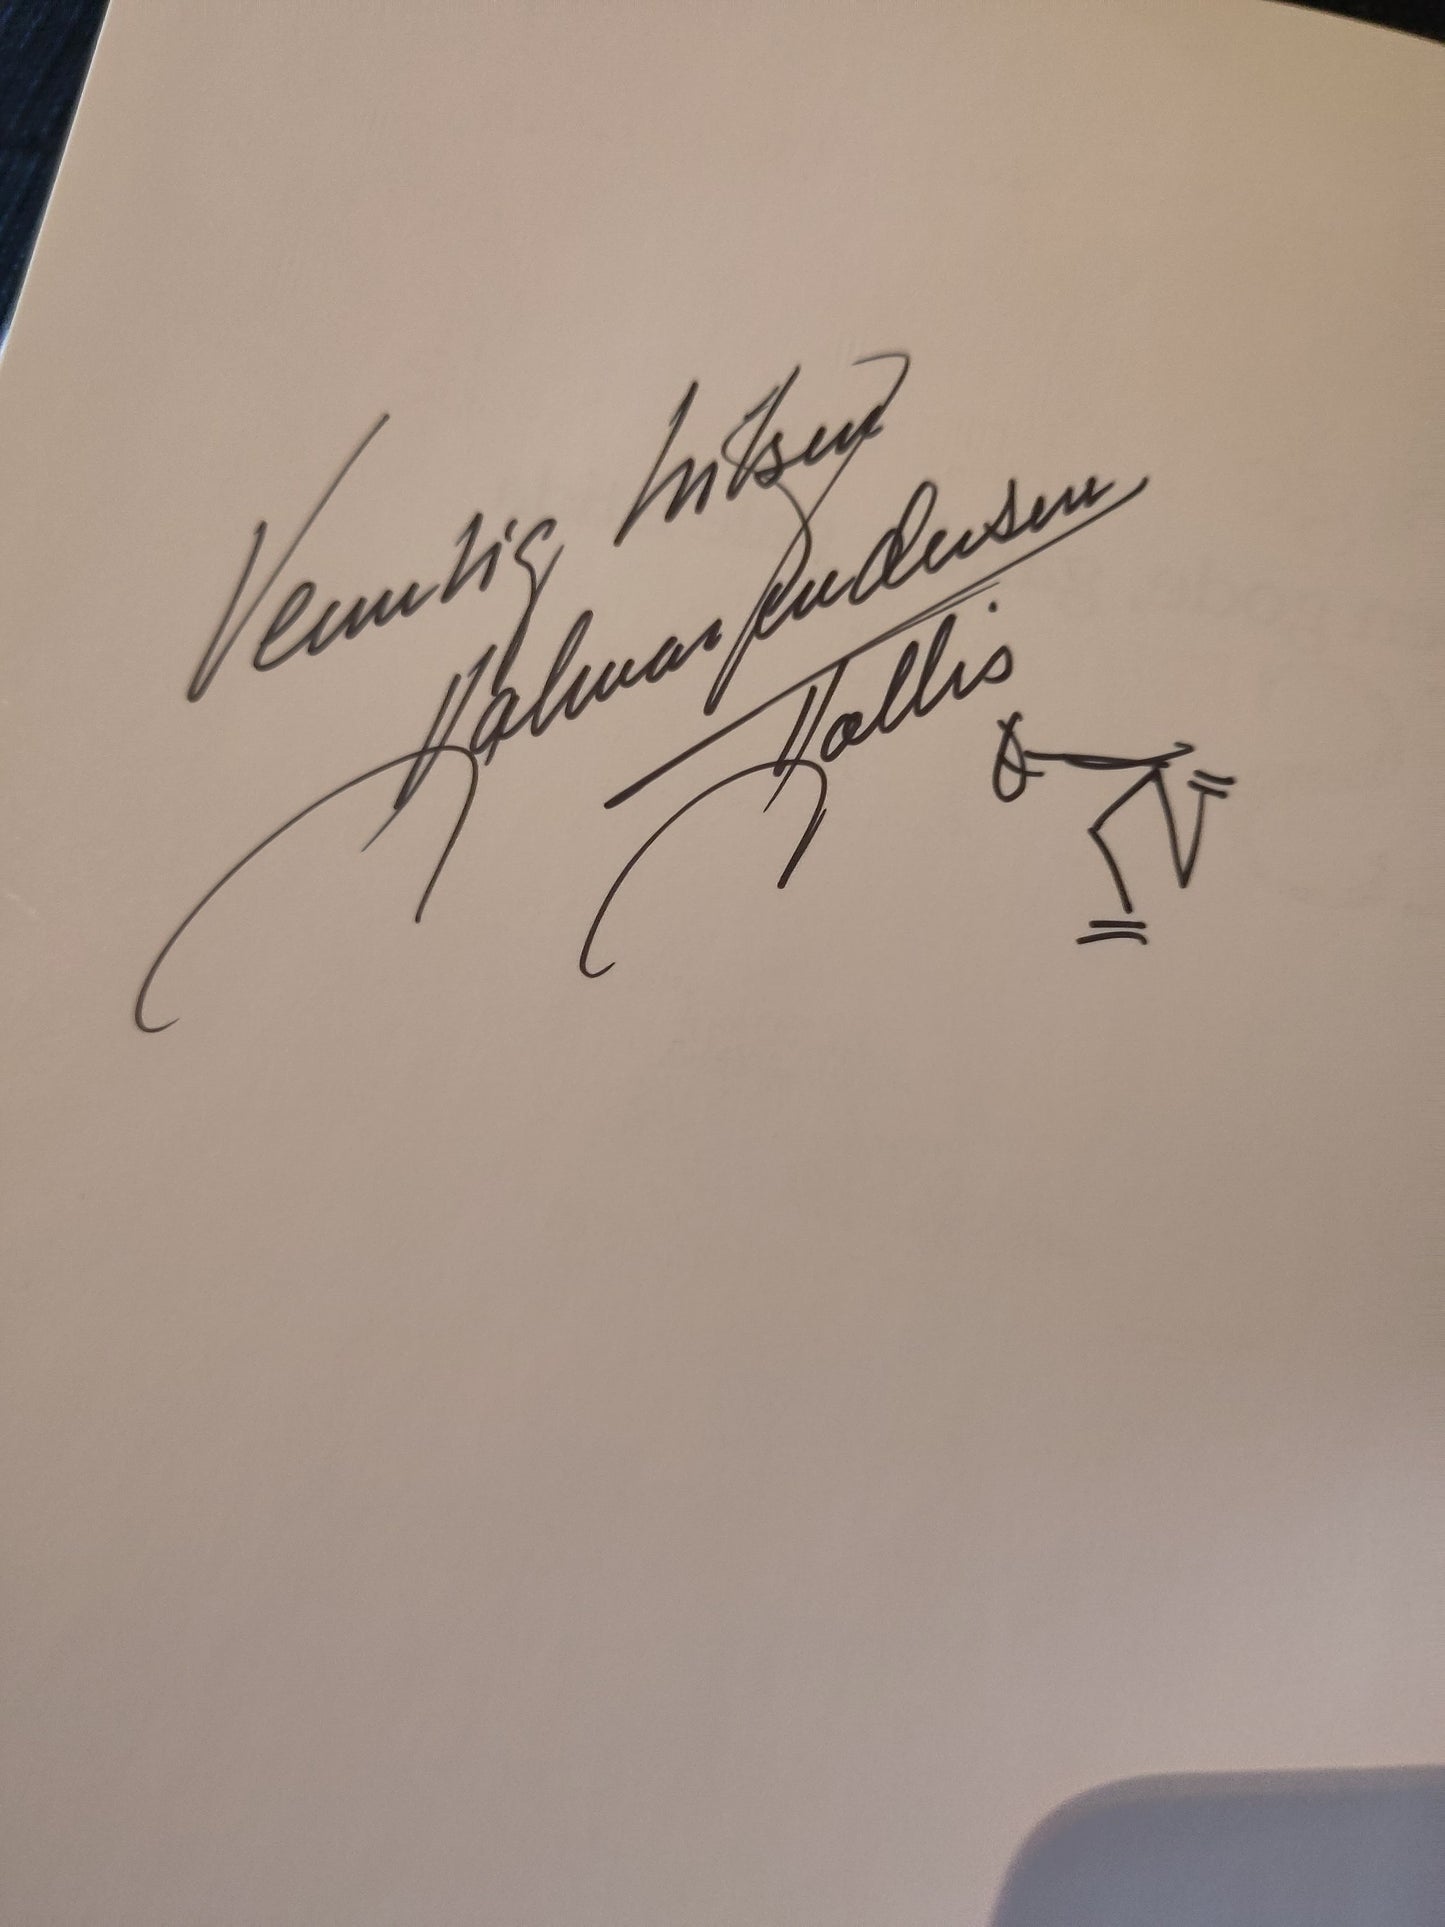 Vennlig hilsen
Hjalmar Andersen
Hjallis